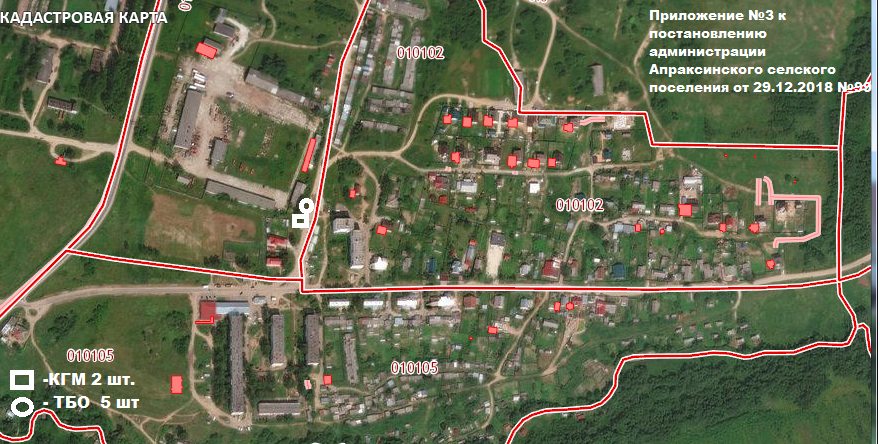 КАДАСТРОВАЯ КАРТА
Приложение №3 к
постановлению
администрации
Апраксинского селского
поселения от 29.12.2018 №99
010102
010102
010105
010105
-КГМ 2 шт.
- ТБО 5 шт